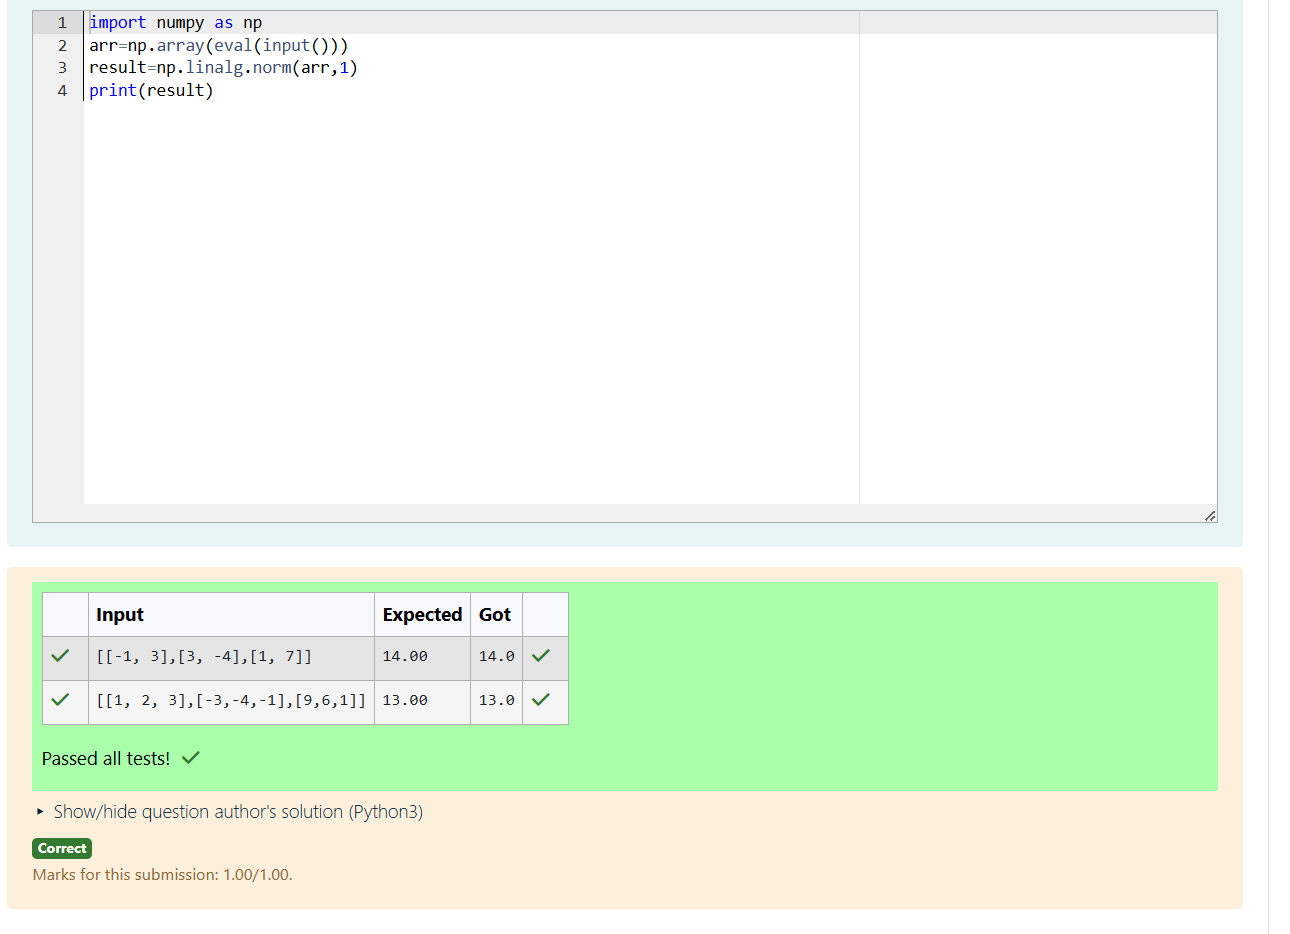 1 import numpy as np
2 arr=np.array(eval(input()))
3 result=np.linalg.norm(arr,1)
4 print(result)
Input Expected Got
[[-1, 3],[3, -4],[1, 7]] 14.00 14.0
[[1, 2, 3],[-3,-4,-1],[9,6,1]] 13.00 13.0
Passed all tests!
Show/hide question author's solution (Python3)
Correct
Marks for this submission: 1.00/1.00.